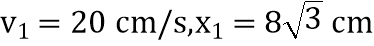 v₁ = 20 cm/s,x₁ = 8√3 cm